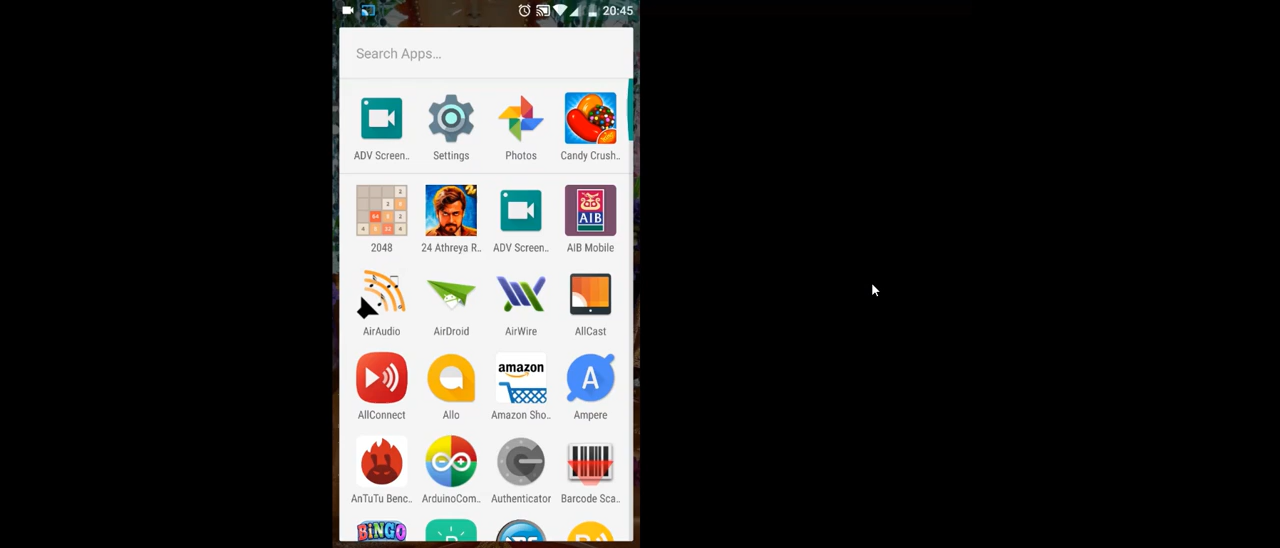 20:45
Search Apps...
ADV Screen.. Settings Photos Candy Crush..
2048 24 Athreya R.. ADV Screen.. AIB Mobile
AIB
AirAudio AirDroid AirWire AllCast
amazon
A
AllConnect Allo Amazon Sho.. Ampere
AnTuTu Benc.. ArduinoCom.. Authenticator Barcode Sca..
BINGO